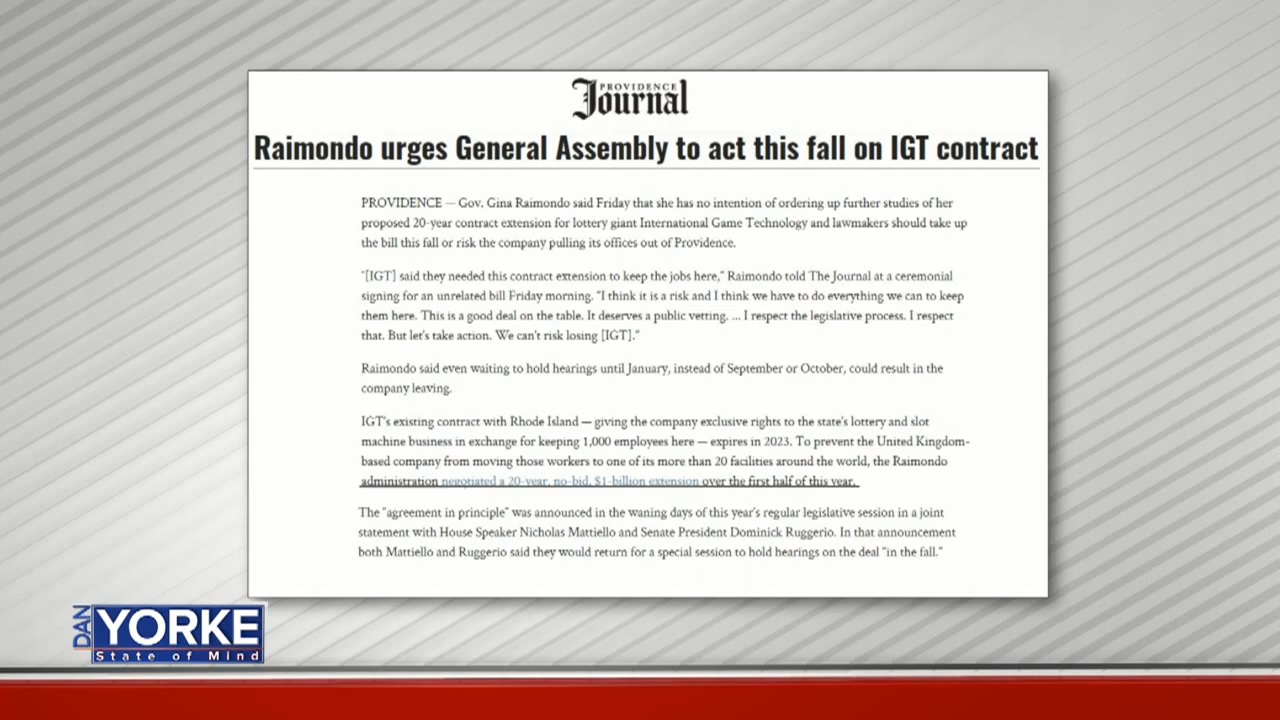 PROVIDENCE
Journal
Raimondo urges General Assembly to act this fall on IGT contract
PROVIDENCE — Gov. Gina Raimondo said Friday that she has no intention of ordering up further studies of her
proposed 20-year contract extension for lottery giant International Game Technology and lawmakers should take up
the bill this fall or risk the company pulling its offices out of Providence.
"[IGT] said they needed this contract extension to keep the jobs here," Raimondo told The Journal at a ceremonial
signing for an unrelated bill Friday morning. "I think it is a risk and I think we have to do everything we can to keep
them here. This is a good deal on the table. It deserves a public vetting. ... I respect the legislative process. I respect
that. But let's take action. We can't risk losing [IGT]."
Raimondo said even waiting to hold hearings until January, instead of September or October, could result in the
company leaving.
IGT's existing contract with Rhode Island — giving the company exclusive rights to the state's lottery and slot
machine business in exchange for keeping 1,000 employees here — expires in 2023. To prevent the United Kingdom-
based company from moving those workers to one of its more than 20 facilities around the world, the Raimondo
administration negotiated a 20-year, no-bid, $1-billion extension over the first half of this year.
The "agreement in principle" was announced in the waning days of this year's regular legislative session in a joint
statement with House Speaker Nicholas Mattiello and Senate President Dominick Ruggerio. In that announcement
both Mattiello and Ruggerio said they would return for a special session to hold hearings on the deal "in the fall."
DAN
YORKE
State of Mind